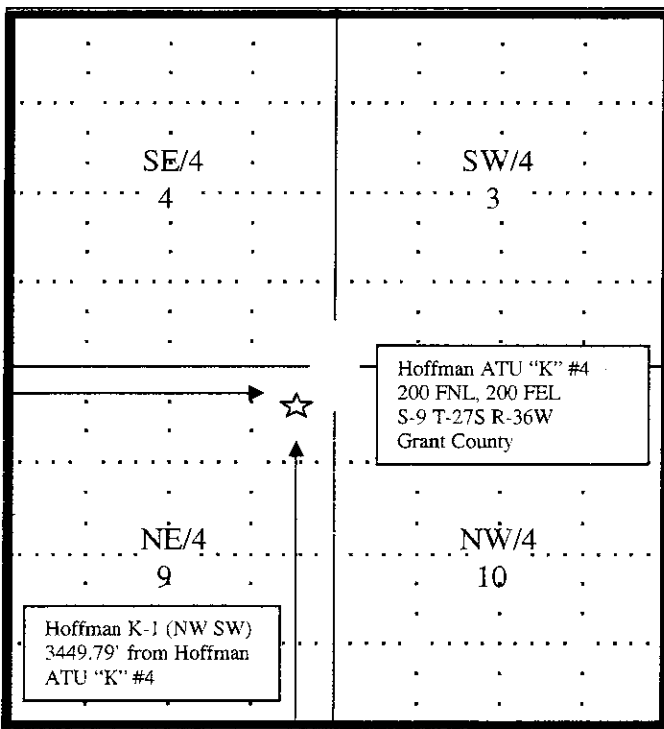 SE/4
4
SW/4
3
Hoffman ATU "K" #4
200 FNL, 200 FEL
S-9 T-27S R-36W
Grant County
NE/4
9
NW/4
10
Hoffman K-1 (NW SW)
3449.79' from Hoffman
ATU "K" #4